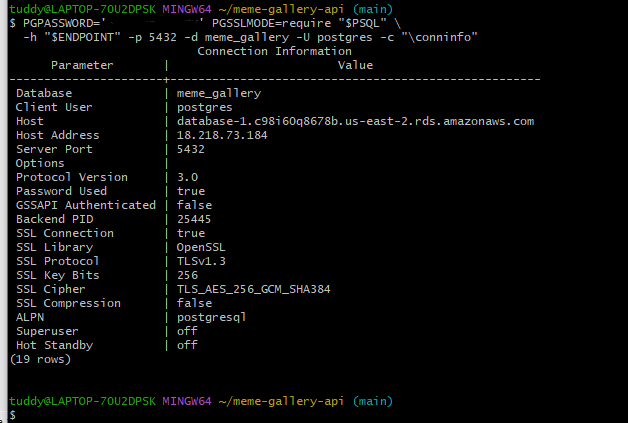 tuddy@LAPTOP-7OU2DPSK MINGW64 ~/meme-gallery-api (main)
$ PGPASSWORD=' ' PGSSLMODE=require "$PSQL" \
-h "$ENDPOINT" -p 5432 -d meme_gallery -U postgres -c "\conninfo"
Connection Information
Parameter | Value
----------------------+------------------------------------------------------
Database | meme_gallery
Client User | postgres
Host | database-1.c98i6oq8678b.us-east-2.rds.amazonaws.com
Host Address | 18.218.73.184
Server Port | 5432
Options |
Protocol Version | 3.0
Password Used | true
GSSAPI Authenticated | false
Backend PID | 25445
SSL Connection | true
SSL Library | OpenSSL
SSL Protocol | TLSv1.3
SSL Key Bits | 256
SSL Cipher | TLS_AES_256_GCM_SHA384
SSL Compression | false
ALPN | postgresql
Superuser | off
Hot Standby | off
(19 rows)
tuddy@LAPTOP-7OU2DPSK MINGW64 ~/meme-gallery-api (main)
$